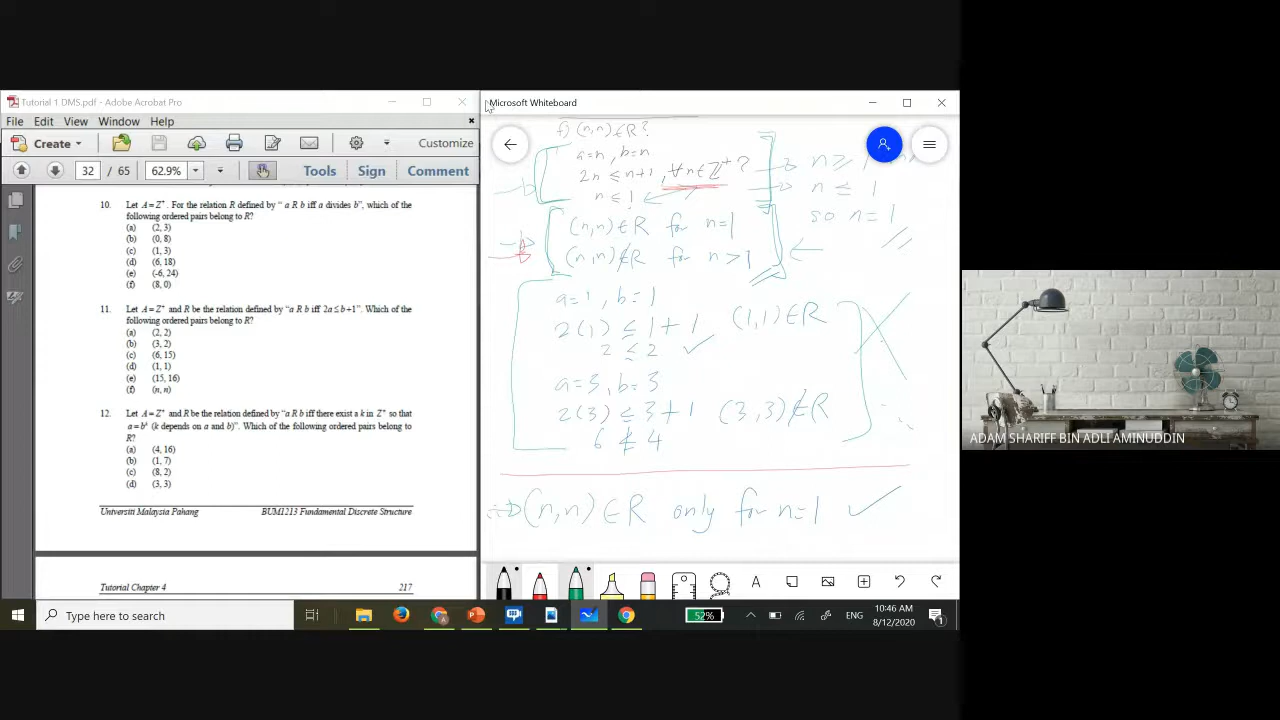 Tutorial 1 DMS.pdf - Adobe Acrobat Pro
File Edit View Window Help
Create
Customize
32 / 65 62.9%
Tools Sign Comment
10. Let A = Z⁺. For the relation R defined by “ a R b iff a divides b”, which of the
following ordered pairs belong to R?
(a) (2, 3)
(b) (0, 8)
(c) (1, 3)
(d) (6, 18)
(e) (-6, 24)
(f) (8, 0)
11. Let A = Z⁺ and R be the relation defined by “a R b iff 2a ≤ b+1”. Which of the
following ordered pairs belong to R?
(a) (2, 2)
(b) (3, 2)
(c) (6, 15)
(d) (1, 1)
(e) (15, 16)
(f) (n, n)
12. Let A = Z⁺ and R be the relation defined by “a R b iff there exist a k in Z⁺ so that
a = bᵏ (k depends on a and b)”. Which of the following ordered pairs belong to
R?
(a) (4, 16)
(b) (1, 7)
(c) (8, 2)
(d) (3, 3)
Universiti Malaysia Pahang BUM1213 Fundamental Discrete Structure
Tutorial Chapter 4 217
Microsoft Whiteboard
f) (n,n) ∈ R?
a=n, b=n
2n ≤ n+1, ∀n∈Z⁺ ?
n ≤ 1
n ≥ 1
n ≤ 1
so n=1
(n,n) ∈ R for n=1
(n,n) ∉ R for n > 1
a=1, b=1
2(1) ≤ 1+1 (1,1) ∈ R
2 ≤ 2 ✓
a=3, b=3
2(3) ≤ 3+1 (3,3) ∉ R
6 ≰ 4
(n,n) ∈ R only for n=1 ✓
ADAM SHARIFF BIN ADLI AMINUDDIN
Type here to search
52%
ENG
10:46 AM
8/12/2020
1